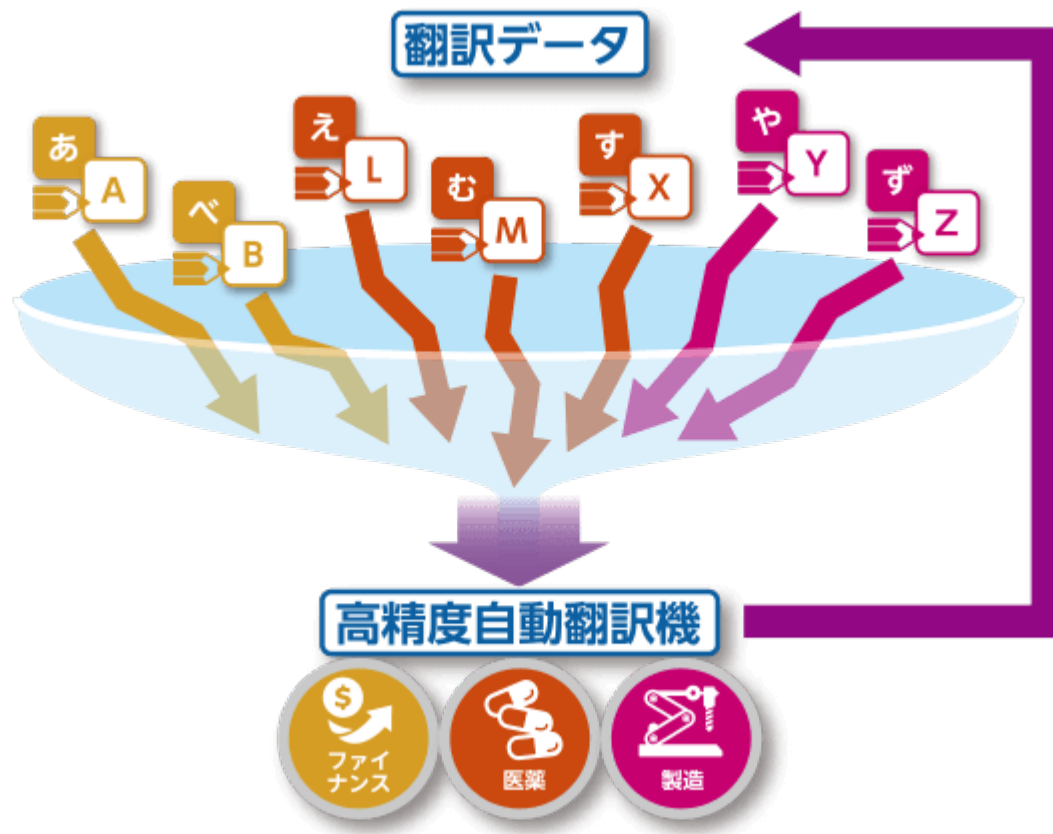 翻訳データ
あ A
べ B
え L
む M
す X
や Y
ず Z
高精度自動翻訳機
$
ファイ
ナンス
医薬
製造